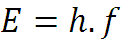 E = h. f